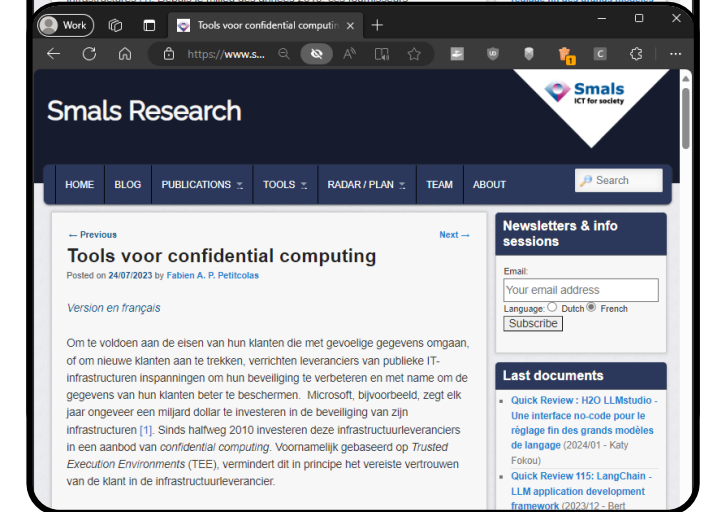 Work
Tools voor confidential computin
https://www.s...
1
Smals Research
Smals
ICT for society
HOME BLOG PUBLICATIONS TOOLS RADAR / PLAN TEAM ABOUT
Search
← Previous
Next →
Tools voor confidential computing
Posted on 24/07/2023 by Fabien A. P. Petitcolas
Version en français
Om te voldoen aan de eisen van hun klanten die met gevoelige gegevens omgaan,
of om nieuwe klanten aan te trekken, verrichten leveranciers van publieke IT-
infrastructuren inspanningen om hun beveiliging te verbeteren en met name om de
gegevens van hun klanten beter te beschermen. Microsoft, bijvoorbeeld, zegt elk
jaar ongeveer een miljard dollar te investeren in de beveiliging van zijn
infrastructuren [1]. Sinds halfweg 2010 investeren deze infrastructuurleveranciers
in een aanbod van confidential computing. Voornamelijk gebaseerd op Trusted
Execution Environments (TEE), vermindert dit in principe het vereiste vertrouwen
van de klant in de infrastructuurleverancier.
Newsletters & info
sessions
Email:
Your email address
Language: Dutch French
Subscribe
Last documents
Quick Review : H2O LLMstudio -
Une interface no-code pour le
réglage fin des grands modèles
de langage (2024/01 - Katy
Fokou)
Quick Review 115: LangChain -
LLM application development
framework (2023/12 - Bert